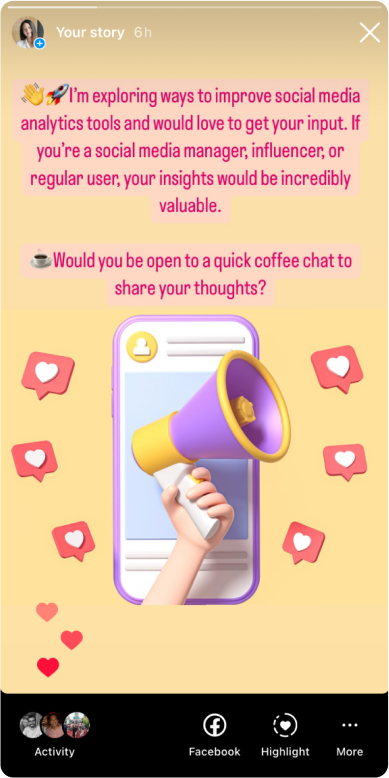 Your story 6h
👋🚀I'm exploring ways to improve social media
analytics tools and would love to get your input. If
you're a social media manager, influencer, or
regular user, your insights would be incredibly
valuable.
☕Would you be open to a quick coffee chat to
share your thoughts?
Activity Facebook Highlight More